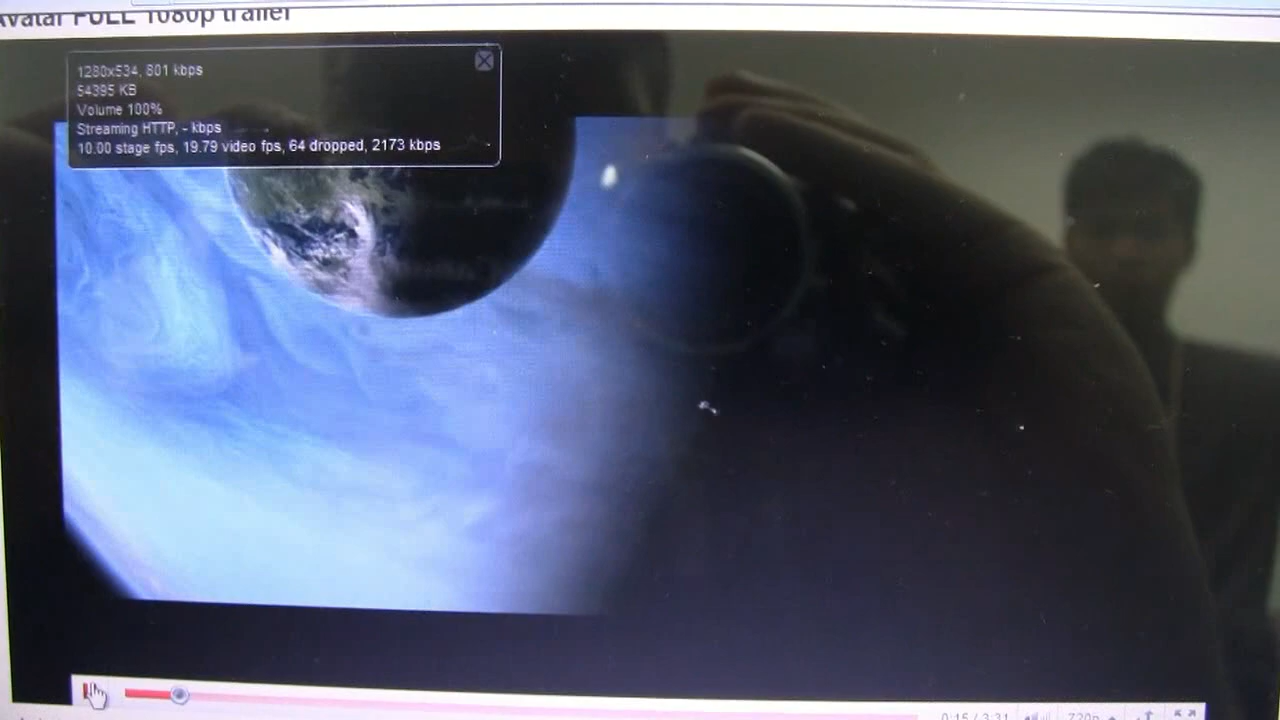 Avatar FULL 1080p trailer
1280x534, 801 kbps
54395 KB
Volume 100%
Streaming HTTP, - kbps
10.00 stage fps, 19.79 video fps, 64 dropped, 2173 kbps
0:15 / 3:31 720p